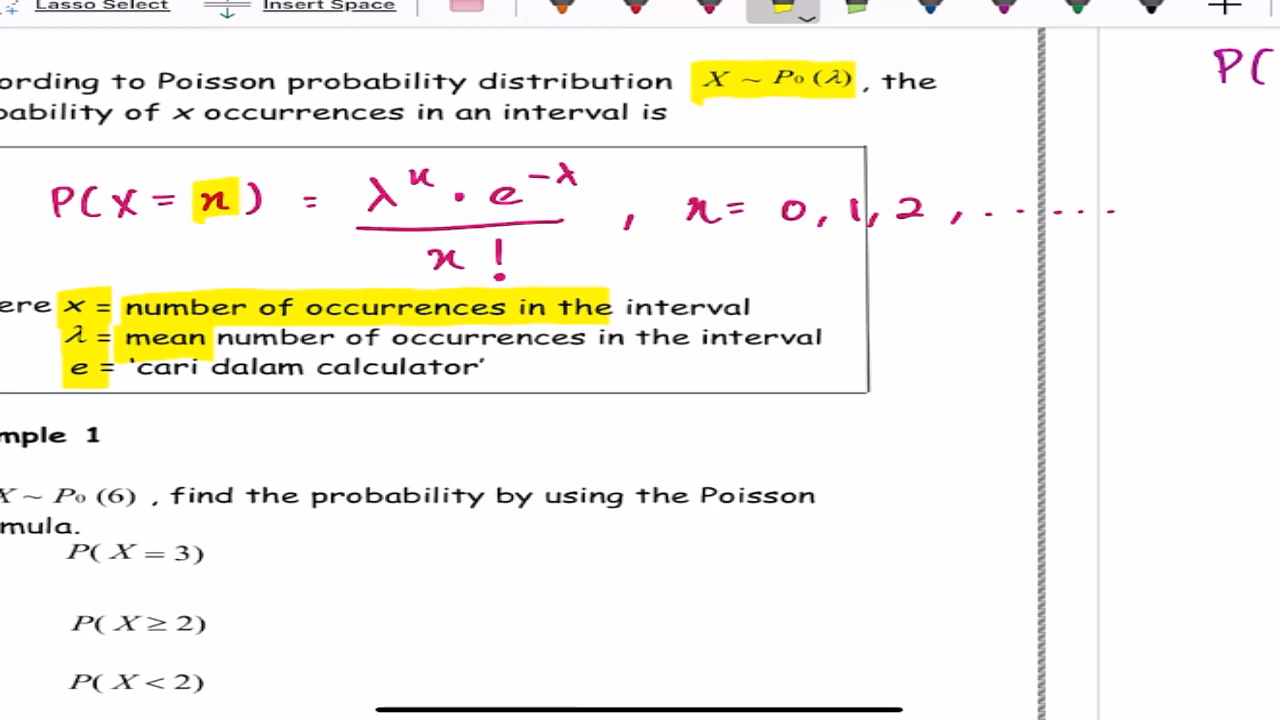 Lasso Select Insert Space
ording to Poisson probability distribution X ~ P₀ (λ) , the
P(
bability of x occurrences in an interval is
P(X = x) = λ^x · e^-λ / x! , x = 0, 1, 2, ......
ere x = number of occurrences in the interval
λ = mean number of occurrences in the interval
e = 'cari dalam calculator'
mple 1
X ~ P₀ (6) , find the probability by using the Poisson
mula.
P( X = 3)
P( X ≥ 2)
P( X < 2)